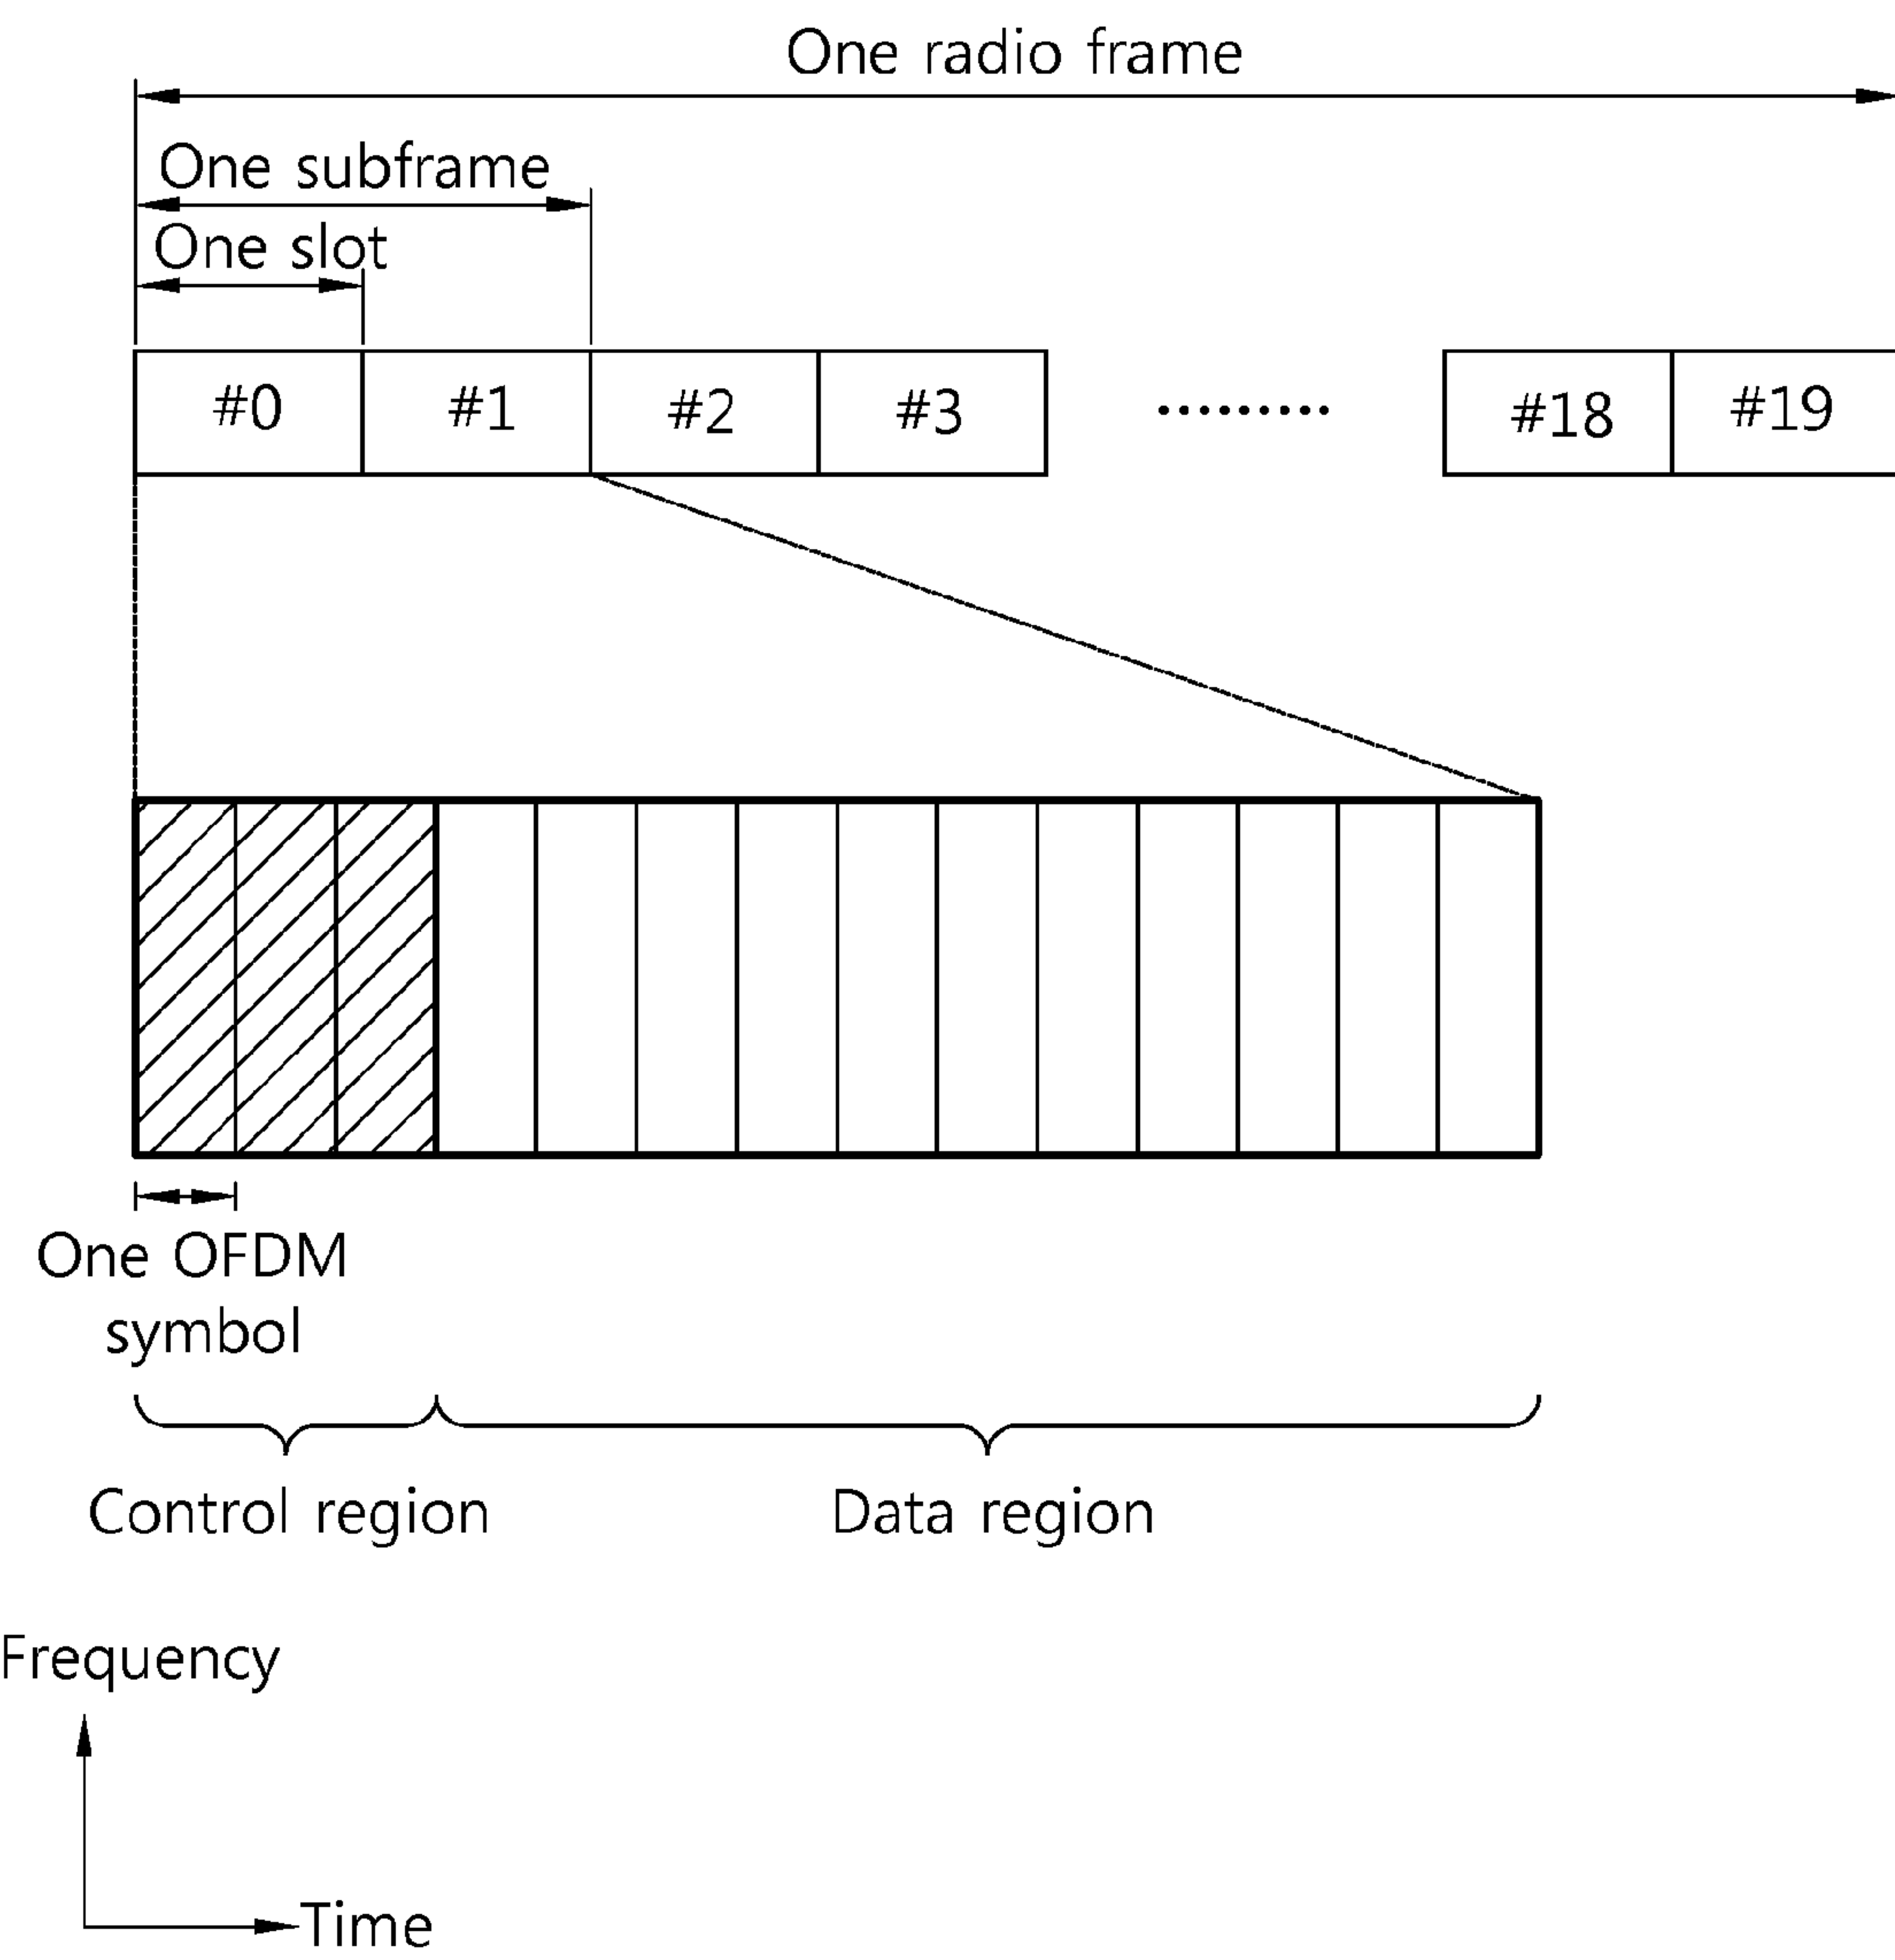 One radio frame
One subframe
One slot
#0 #1 #2 #3 ········· #18 #19
One OFDM
symbol
Control region Data region
Frequency
Time